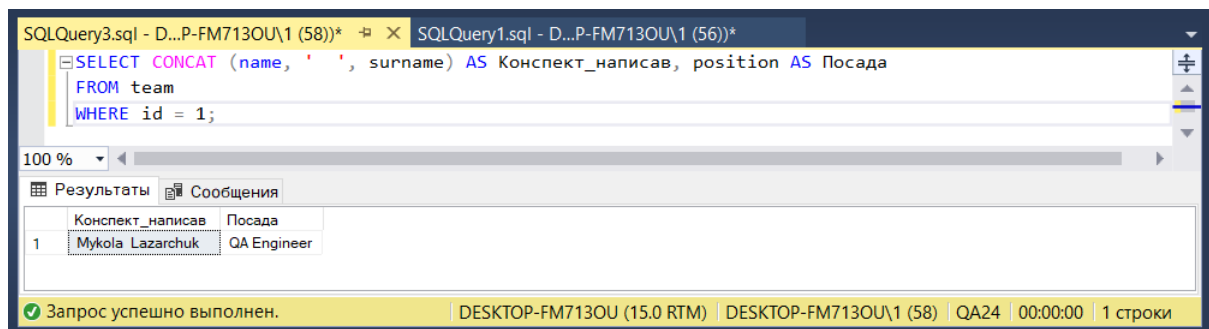 SQLQuery3.sql - D...P-FM713OU\1 (58))* SQLQuery1.sql - D...P-FM713OU\1 (56))*
SELECT CONCAT (name, '  ', surname) AS Конспект_написав, position AS Посада
FROM team
WHERE id = 1;
100 %
Результаты Сообщения
Конспект_написав Посада
1 Mykola  Lazarchuk QA Engineer
Запрос успешно выполнен. DESKTOP-FM713OU (15.0 RTM) DESKTOP-FM713OU\1 (58) QA24 00:00:00 1 строки